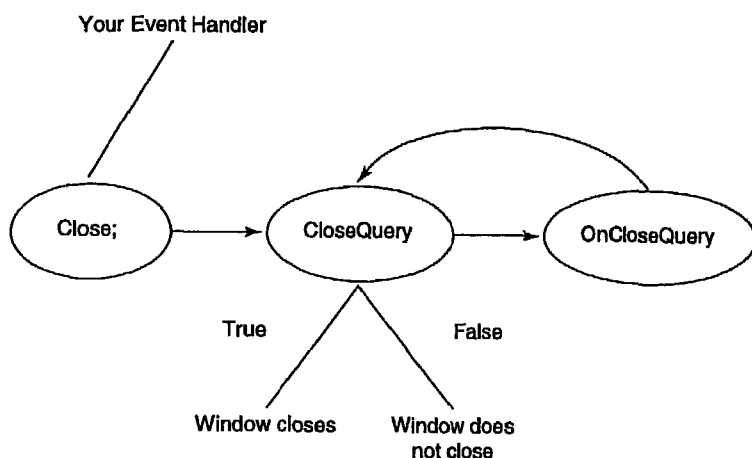 Your Event Handler
Close;
CloseQuery
OnCloseQuery
True
False
Window closes
Window does
not close